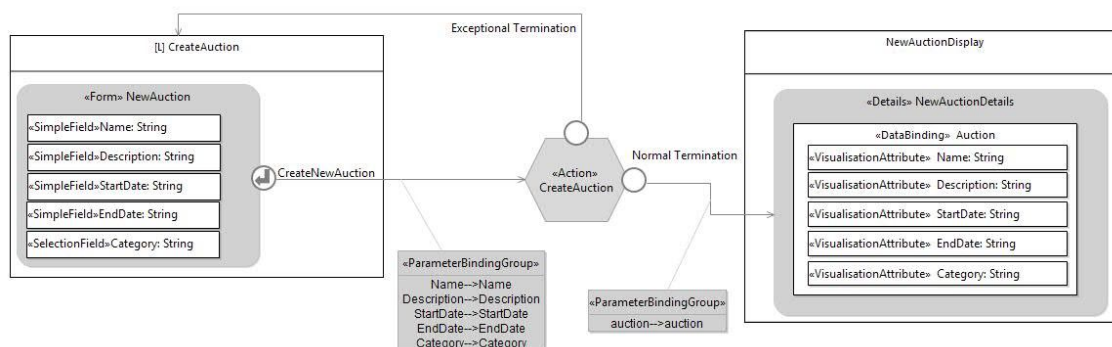 Exceptional Termination
[L] CreateAuction
«Form» NewAuction
«SimpleField»Name: String
«SimpleField»Description: String
«SimpleField»StartDate: String
«SimpleField»EndDate: String
«SelectionField»Category: String
CreateNewAuction
«ParameterBindingGroup»
Name-->Name
Description-->Description
StartDate-->StartDate
EndDate-->EndDate
Category-->Category
«Action»
CreateAuction
Normal Termination
«ParameterBindingGroup»
auction-->auction
NewAuctionDisplay
«Details» NewAuctionDetails
«DataBinding» Auction
«VisualisationAttribute» Name: String
«VisualisationAttribute» Description: String
«VisualisationAttribute» StartDate: String
«VisualisationAttribute» EndDate: String
«VisualisationAttribute» Category: String